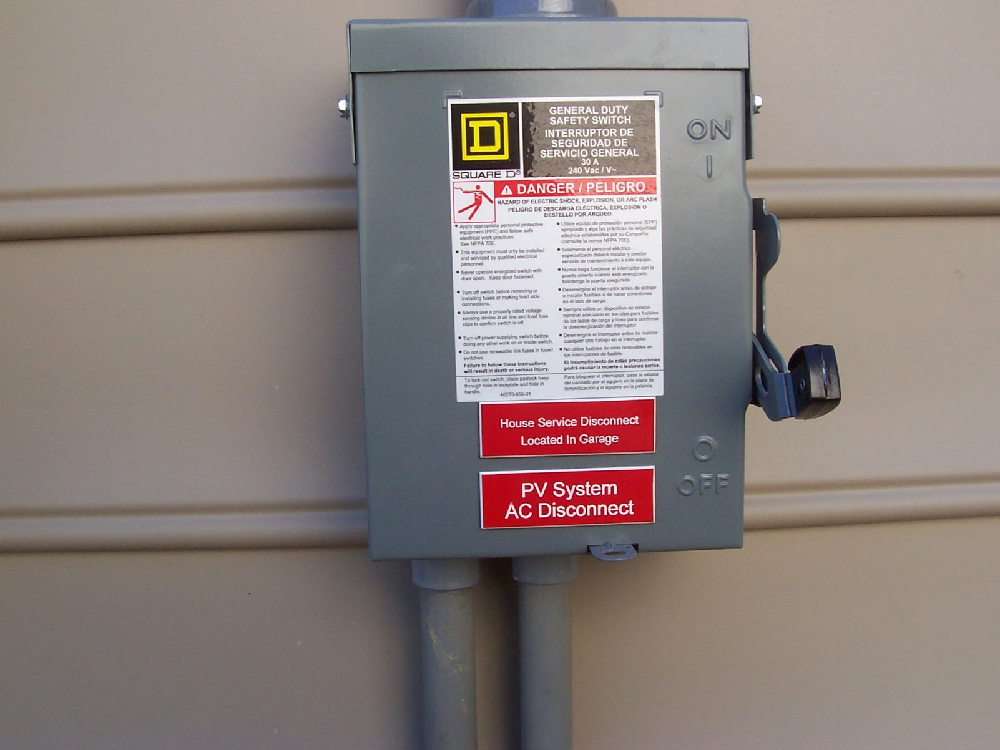 D®
SQUARE D®
GENERAL DUTY
SAFETY SWITCH
INTERRUPTOR DE
SEGURIDAD DE
SERVICIO GENERAL
30 A
240 Vac / V~
DANGER / PELIGRO
HAZARD OF ELECTRIC SHOCK, EXPLOSION, OR ARC FLASH
PELIGRO DE DESCARGA ELÉCTRICA, EXPLOSIÓN O
DESTELLO POR ARQUEO
• Apply appropriate personal protective
equipment (PPE) and follow safe
electrical work practices.
See NFPA 70E.
• This equipment must only be installed
and serviced by qualified electrical
personnel.
• Never operate energized switch with
door open. Keep door fastened.
• Turn off switch before removing or
installing fuses or making load side
connections.
• Always use a properly rated voltage
sensing device at all line and load fuse
clips to confirm switch is off.
• Turn off power supplying switch before
doing any other work on or inside switch.
• Do not use renewable link fuses in fused
switches.
Failure to follow these instructions
will result in death or serious injury.
• Utilice equipo de protección personal (EPP)
apropiado y siga las prácticas de seguridad
eléctrica establecidas por su Compañía
(consulte la norma NFPA 70E).
• Solamente el personal eléctrico
especializado deberá instalar y prestar
servicio de mantenimiento a este equipo.
• Nunca haga funcionar el interruptor con la
puerta abierta cuando esté energizado.
Mantenga la puerta asegurada.
• Desenergice el interruptor antes de extraer
o instalar fusibles o de hacer conexiones
en el lado de carga.
• Siempre utilice un dispositivo de tensión
nominal adecuado en los clips para fusibles
de los lados de carga y línea para confirmar
la desenergización del interruptor.
• Desenergice el interruptor antes de realizar
cualquier otro trabajo en el interruptor.
• No utilice fusibles de cinta renovables en
los interruptores de fusible.
El incumplimiento de estas precauciones
podrá causar la muerte o lesiones serias.
To lock out switch, place padlock hasp
through hole in lockplate and hole in
handle.
40275-956-01
Para bloquear el interruptor, pase la aldaba
del candado por el agujero en la placa de
inmovilización y el agujero en la palanca.
ON
I
House Service Disconnect
Located In Garage
O
OFF
PV System
AC Disconnect